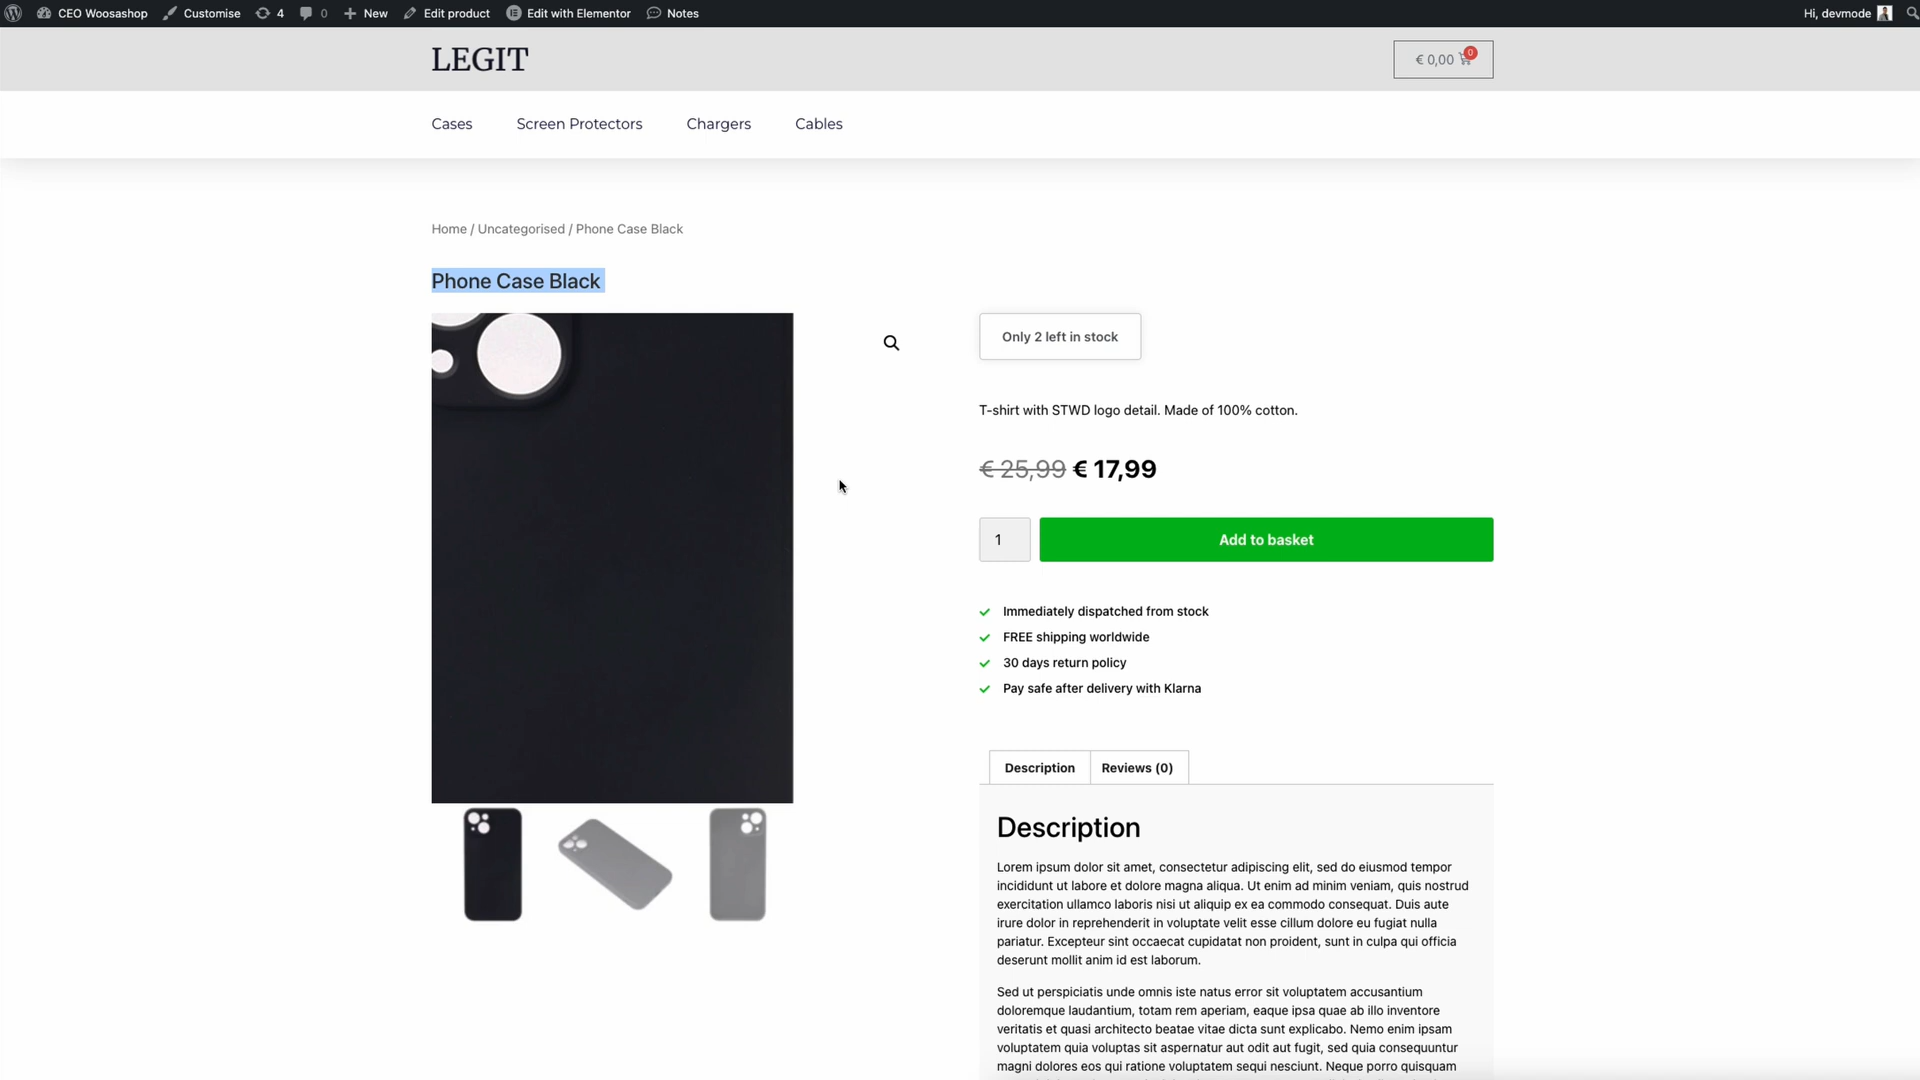 CEO Woosashop Customise 4 0 New Edit product Edit with Elementor Notes Hi, devmode
LEGIT
€ 0,00 0
Cases Screen Protectors Chargers Cables
Home / Uncategorised / Phone Case Black
Phone Case Black
Only 2 left in stock
T-shirt with STWD logo detail. Made of 100% cotton.
€ 25,99 € 17,99
1 Add to basket
Immediately dispatched from stock
FREE shipping worldwide
30 days return policy
Pay safe after delivery with Klarna
Description Reviews (0)
Description
Lorem ipsum dolor sit amet, consectetur adipiscing elit, sed do eiusmod tempor
incididunt ut labore et dolore magna aliqua. Ut enim ad minim veniam, quis nostrud
exercitation ullamco laboris nisi ut aliquip ex ea commodo consequat. Duis aute
irure dolor in reprehenderit in voluptate velit esse cillum dolore eu fugiat nulla
pariatur. Excepteur sint occaecat cupidatat non proident, sunt in culpa qui officia
deserunt mollit anim id est laborum.
Sed ut perspiciatis unde omnis iste natus error sit voluptatem accusantium
doloremque laudantium, totam rem aperiam, eaque ipsa quae ab illo inventore
veritatis et quasi architecto beatae vitae dicta sunt explicabo. Nemo enim ipsam
voluptatem quia voluptas sit aspernatur aut odit aut fugit, sed quia consequuntur
magni dolores eos qui ratione voluptatem sequi nesciunt. Neque porro quisquam